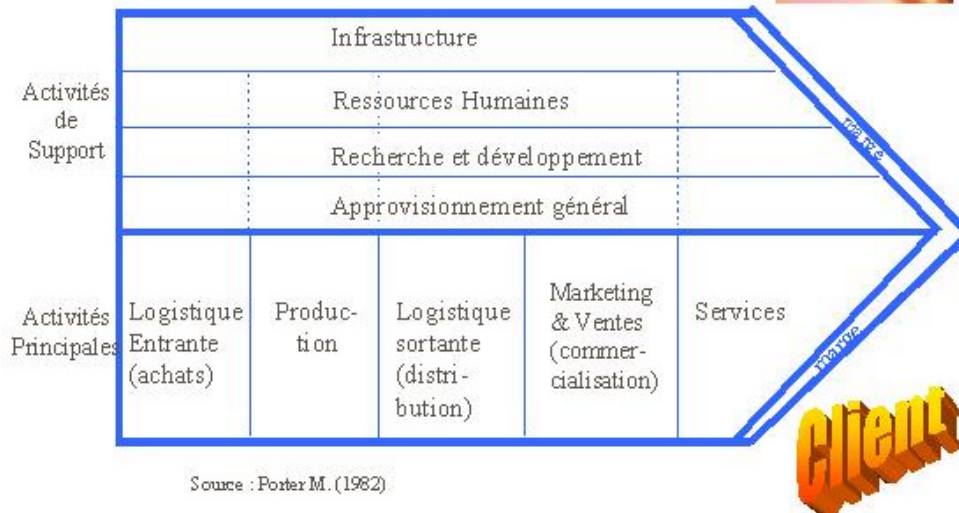 Infrastructure
Activités
de
Support
Ressources Humaines
Recherche et développement
Approvisionnement général
marge
Activités
Principales
Logistique
Entrante
(achats)
Produc-
tion
Logistique
sortante
(distri-
bution)
Marketing
& Ventes
(commer-
cialisation)
Services
marge
Client
Source : Porter M. (1982)